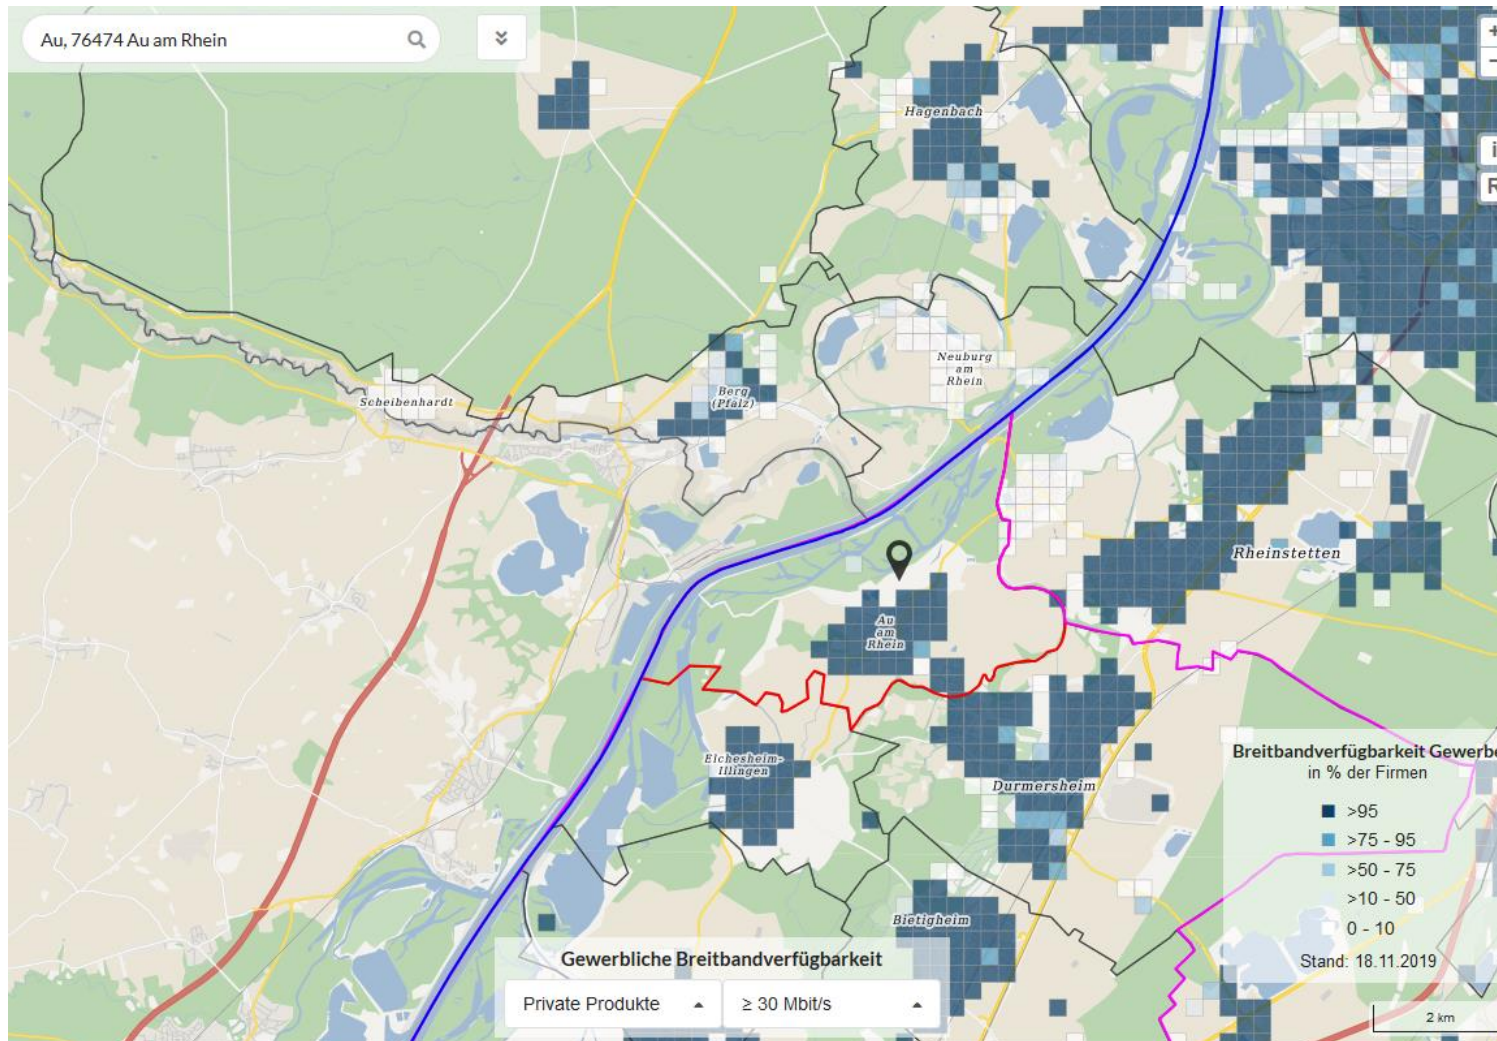 Au, 76474 Au am Rhein
+
−
i
Hagenbach
Neuburg
am
Rhein
Berg
(Pfalz)
Scheibenhardt
Rheinstetten
Au
am
Rhein
Elchesheim-
Illingen
Durmersheim
Bietigheim
Breitbandverfügbarkeit Gewerbe
in % der Firmen
>95
>75 - 95
>50 - 75
>10 - 50
0 - 10
Stand: 18.11.2019
2 km
Gewerbliche Breitbandverfügbarkeit
Private Produkte
≥ 30 Mbit/s